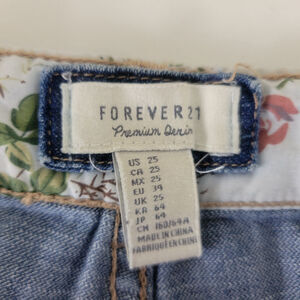 FOREVER 21
Premium Denim
US 25
CA 25
MX 25
EU 39
UK 25
KR 64
JP 64
CH 160/64A
MADE IN CHINA
FABRIQUÉ EN CHINE